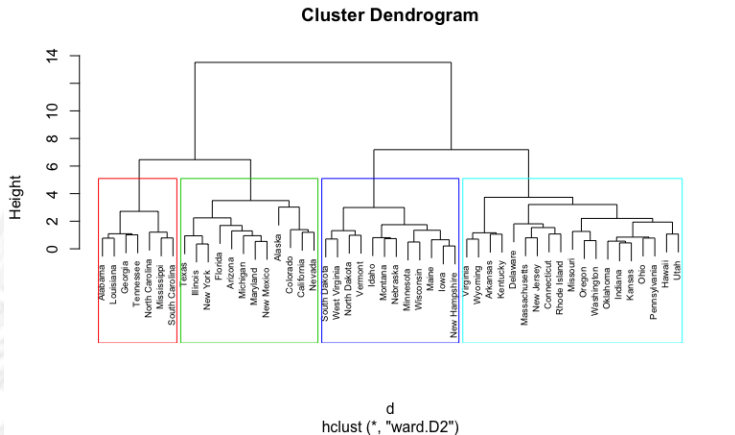 Cluster Dendrogram
Height
14
10
8
6
4
2
0
Alabama
Louisiana
Georgia
Tennessee
North Carolina
Mississippi
South Carolina
Texas
Illinois
New York
Florida
Arizona
Michigan
Maryland
New Mexico
Alaska
Colorado
California
Nevada
South Dakota
West Virginia
North Dakota
Vermont
Idaho
Montana
Nebraska
Minnesota
Wisconsin
Maine
Iowa
New Hampshire
Virginia
Wyoming
Arkansas
Kentucky
Delaware
Massachusetts
New Jersey
Connecticut
Rhode Island
Missouri
Oregon
Washington
Oklahoma
Indiana
Kansas
Ohio
Pennsylvania
Hawaii
Utah
d
hclust (*, "ward.D2")